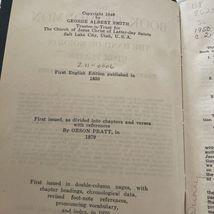 Copyright 1948
by
GEORGE ALBERT SMITH
Trustee-in-Trust for
The Church of Jesus Christ of Latter-day Saints
Salt Lake City, Utah, U.S.A.
First English Edition published in
1830
First issued, as divided into chapters and verses
with references
By ORSON PRATT, in
1879
First issued in double-column pages, with
chapter headings, chronological data,
revised foot-note references,
pronouncing vocabulary,
and index, in 1920